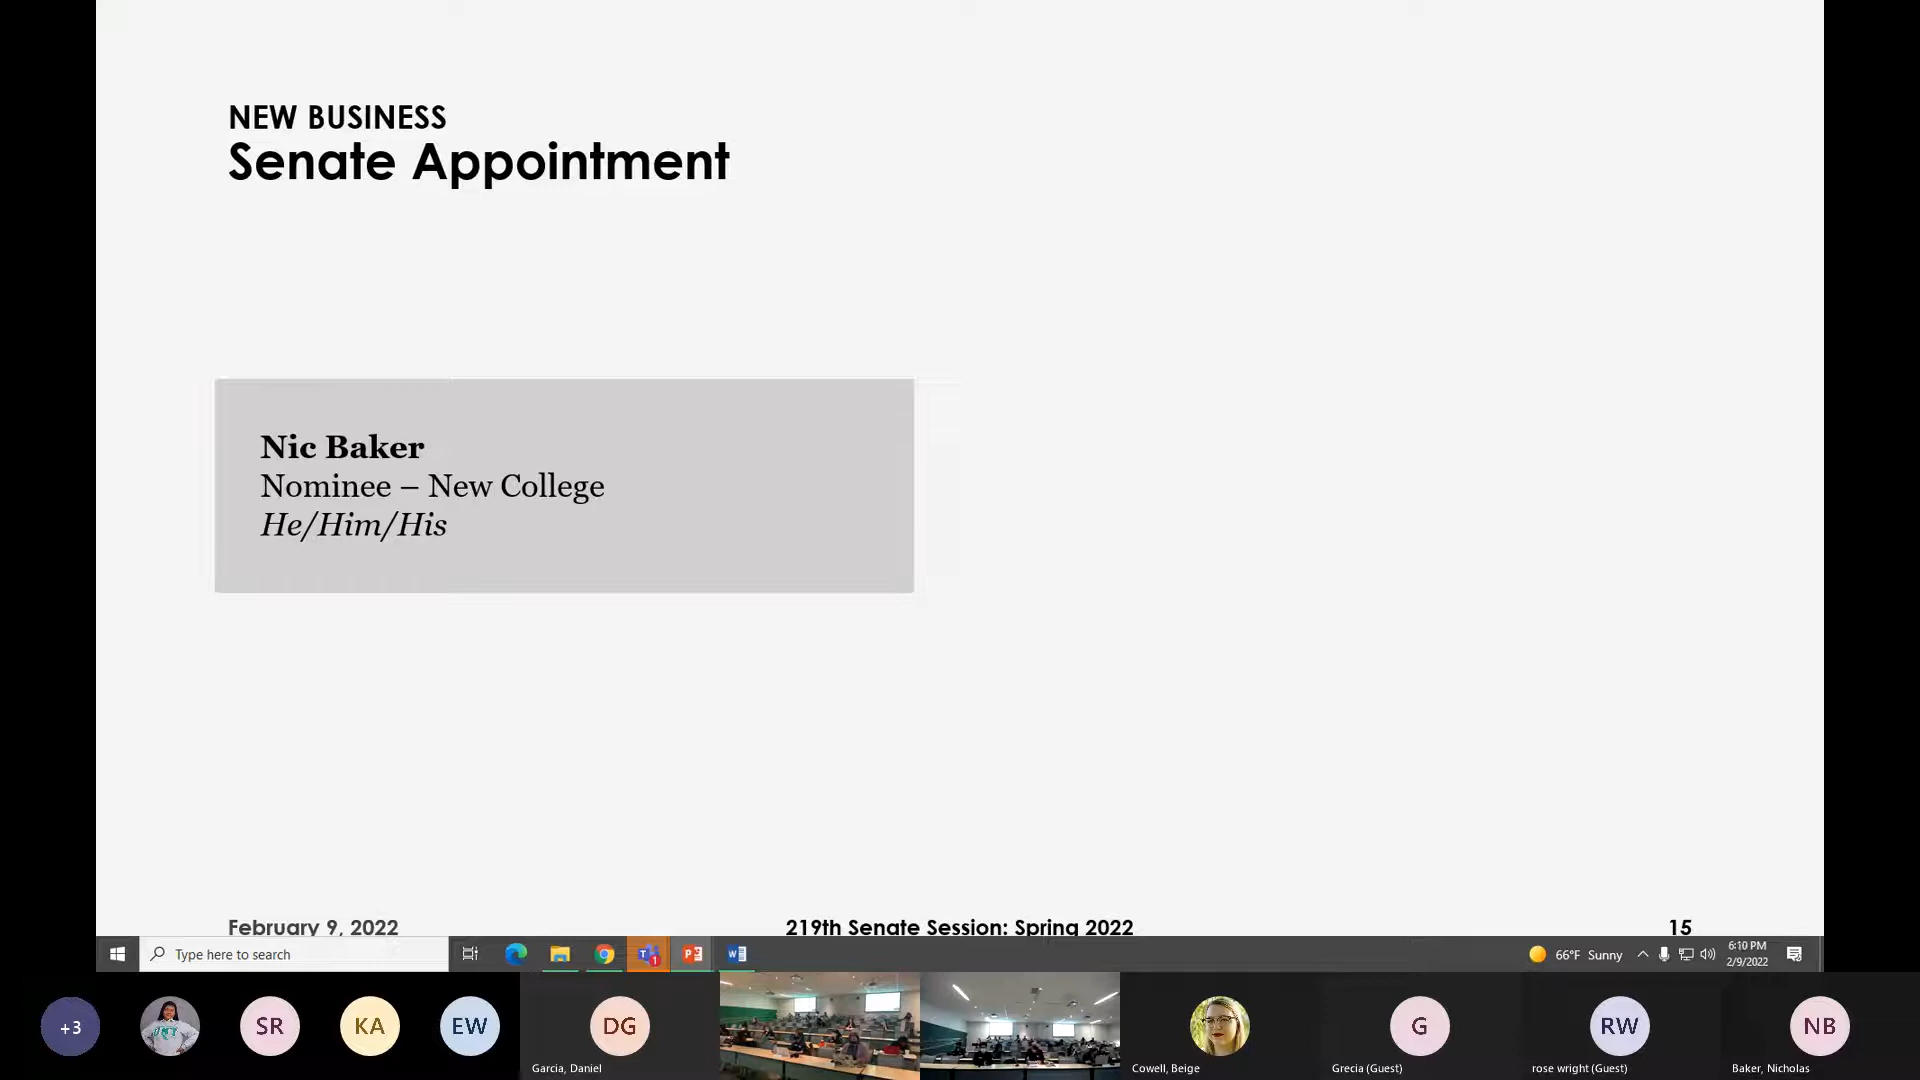 NEW BUSINESS
Senate Appointment
Nic Baker
Nominee – New College
He/Him/His
February 9, 2022
219th Senate Session: Spring 2022
15
Type here to search
66°F Sunny
6:10 PM
2/9/2022
+3
SR
KA
EW
DG
G
RW
NB
Garcia, Daniel
Cowell, Beige
Grecia (Guest)
rose wright (Guest)
Baker, Nicholas